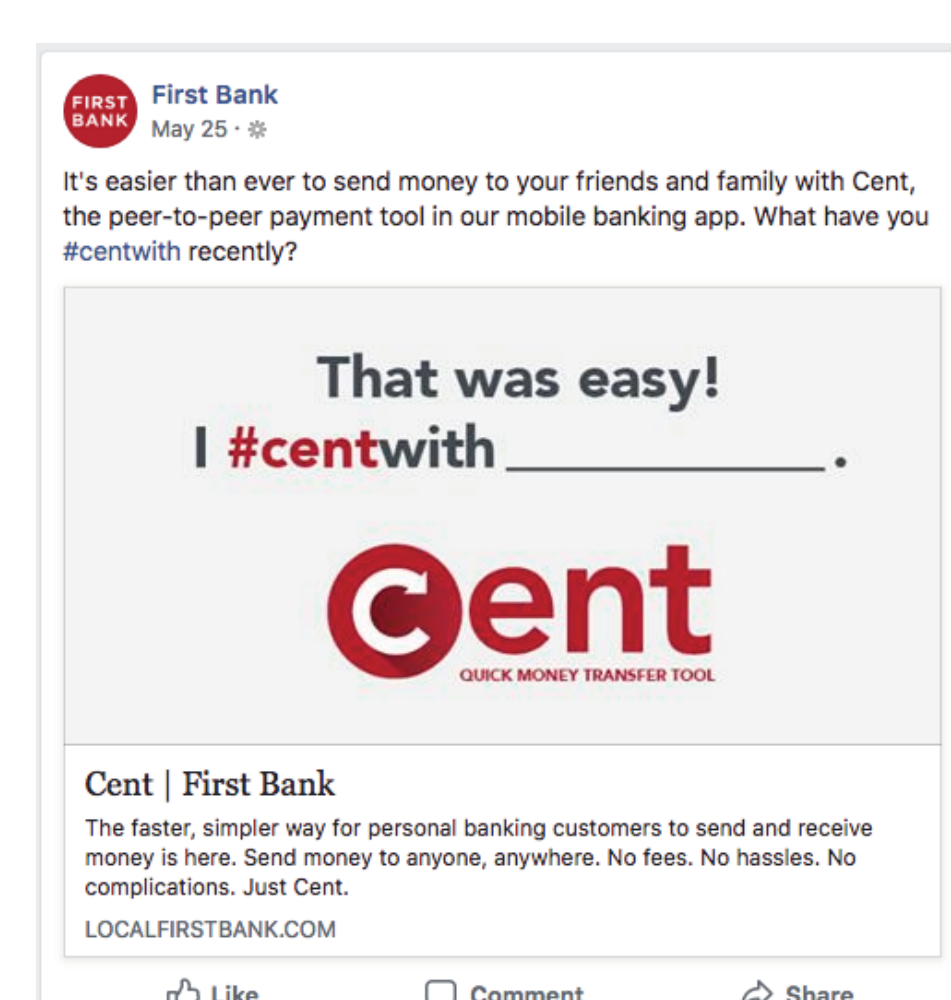 FIRST
BANK
First Bank
May 25 ·
It's easier than ever to send money to your friends and family with Cent,
the peer-to-peer payment tool in our mobile banking app. What have you
#centwith recently?
That was easy!
I #centwith ____________.
Cent
QUICK MONEY TRANSFER TOOL
Cent | First Bank
The faster, simpler way for personal banking customers to send and receive
money is here. Send money to anyone, anywhere. No fees. No hassles. No
complications. Just Cent.
LOCALFIRSTBANK.COM
Like Comment Share